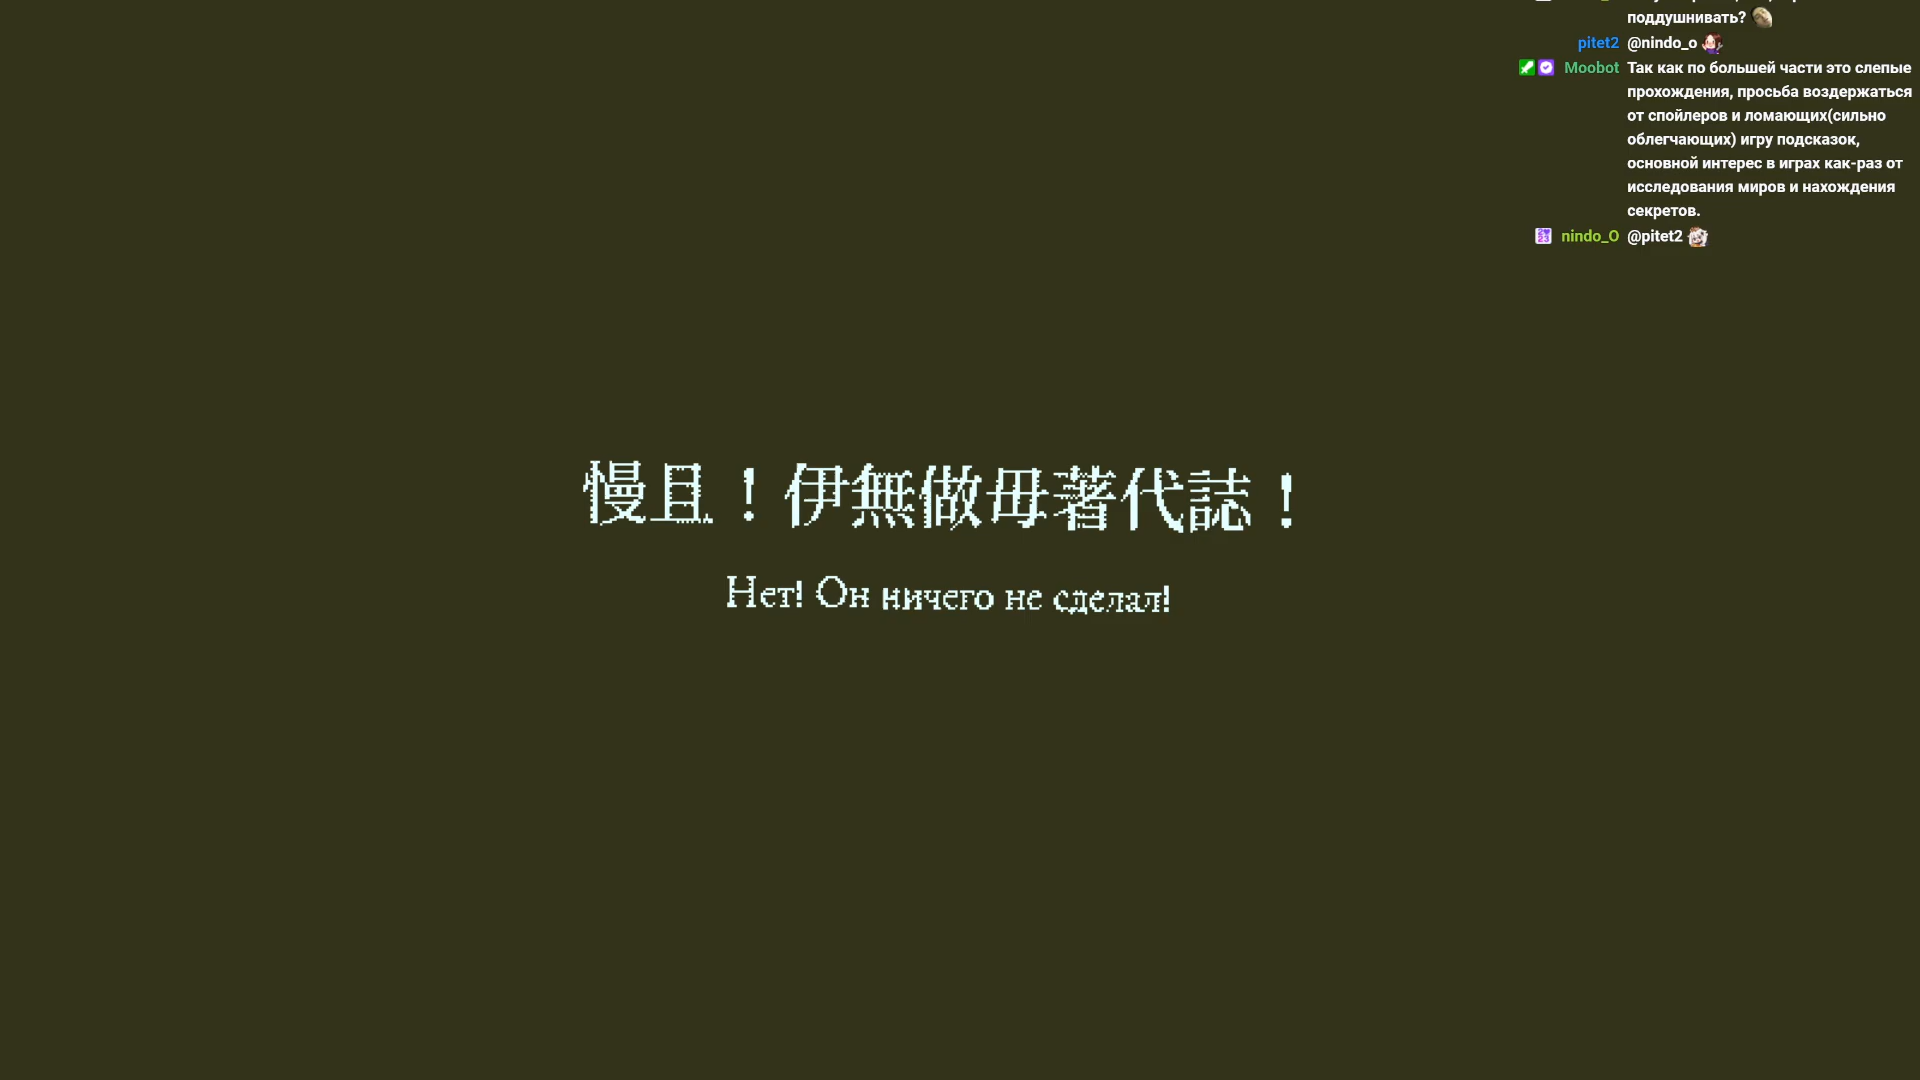 поддушнивать?
pitet2 @nindo_o
Moobot Так как по большей части это слепые
прохождения, просьба воздержаться
от спойлеров и ломающих(сильно
облегчающих) игру подсказок,
основной интерес в играх как-раз от
исследования миров и нахождения
секретов.
nindo_O @pitet2
慢且！伊無做毋著代誌！
Нет! Он ничего не сделал!